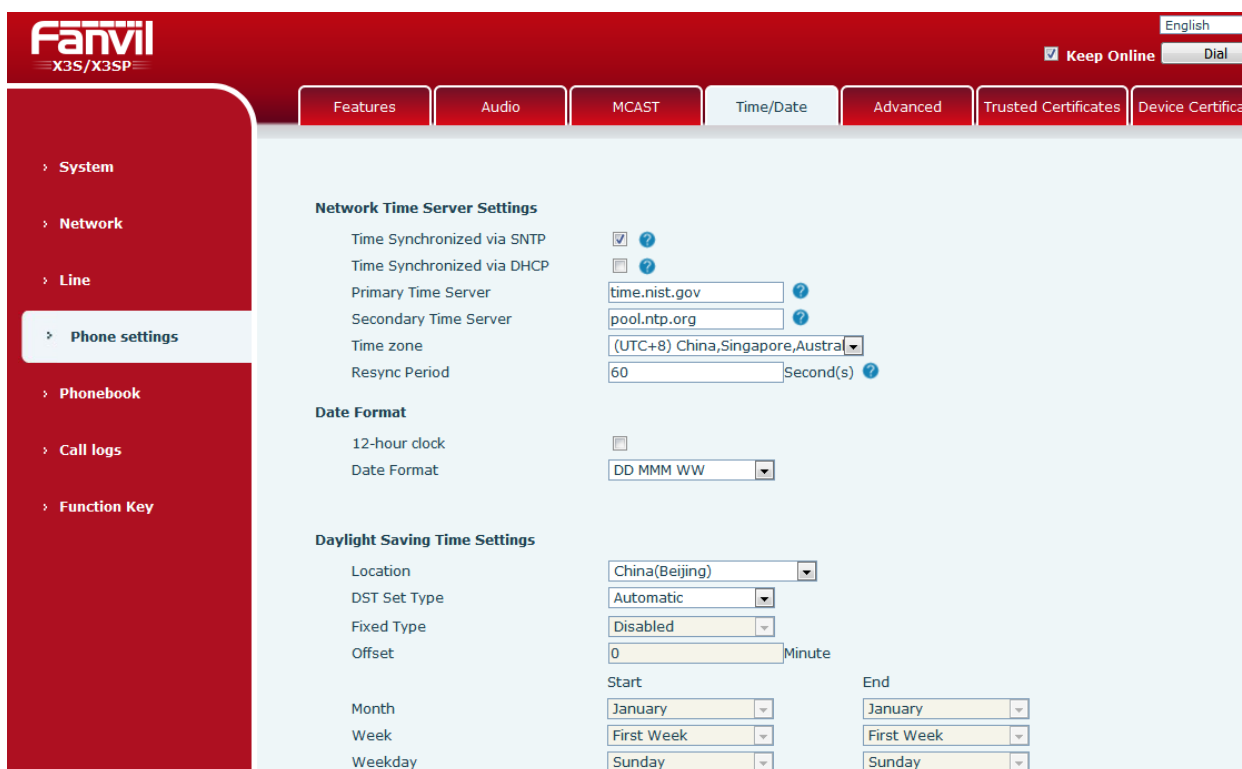 Fanvil
X3S/X3SP
English
Keep Online Dial
Features Audio MCAST Time/Date Advanced Trusted Certificates Device Certifica
› System
› Network
› Line
› Phone settings
› Phonebook
› Call logs
› Function Key
Network Time Server Settings
Time Synchronized via SNTP ?
Time Synchronized via DHCP ?
Primary Time Server time.nist.gov ?
Secondary Time Server pool.ntp.org ?
Time zone (UTC+8) China,Singapore,Austral
Resync Period 60 Second(s) ?
Date Format
12-hour clock
Date Format DD MMM WW
Daylight Saving Time Settings
Location China(Beijing)
DST Set Type Automatic
Fixed Type Disabled
Offset 0 Minute
Start End
Month January January
Week First Week First Week
Weekday Sunday Sunday